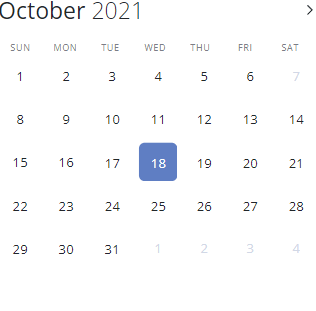 October 2021
SUN MON TUE WED THU FRI SAT
1 2 3 4 5 6 7
8 9 10 11 12 13 14
15 16 17 18 19 20 21
22 23 24 25 26 27 28
29 30 31 1 2 3 4